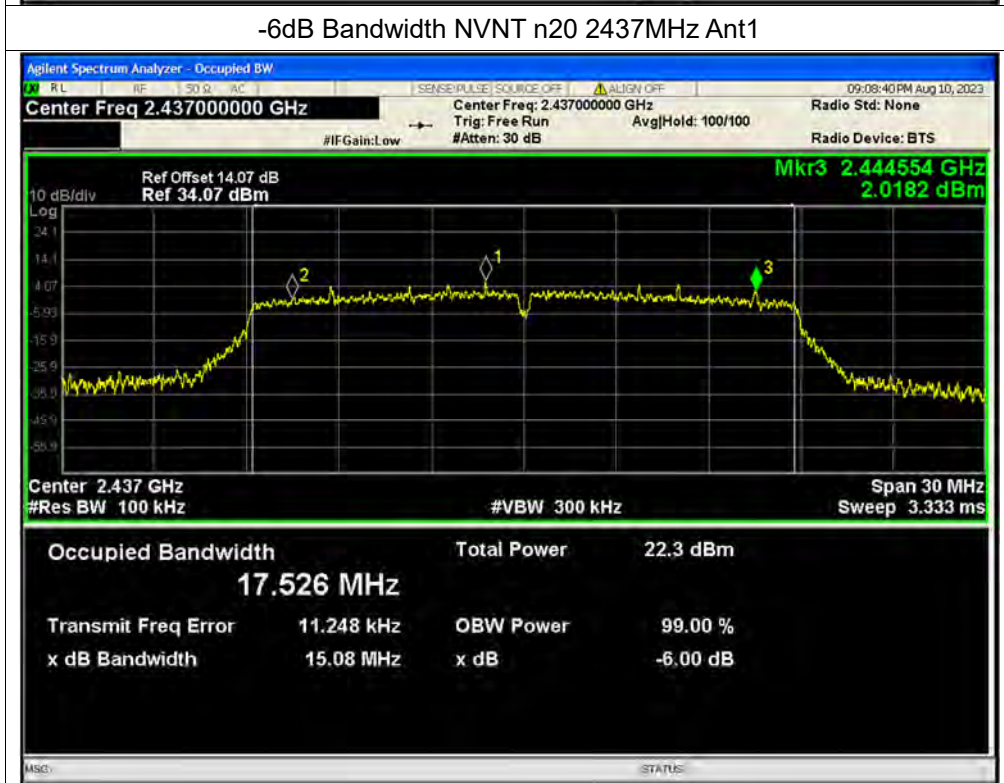 -6dB Bandwidth NVNT n20 2437MHz Ant1
Agilent Spectrum Analyzer - Occupied BW
RL RF 50 Ω AC SENSE:PULSE SOURCE OFF ALIGN OFF 09:08:40 PM Aug 10, 2023
Center Freq 2.437000000 GHz Center Freq: 2.437000000 GHz Radio Std: None
Trig: Free Run Avg|Hold: 100/100
#IFGain:Low #Atten: 30 dB Radio Device: BTS
Mkr3 2.444554 GHz
Ref Offset 14.07 dB
10 dB/div Ref 34.07 dBm 2.0182 dBm
Log
24.1
14.1
4.07
-5.93
-15.9
-25.9
-35.9
-45.9
-55.9
1
2
3
Center 2.437 GHz Span 30 MHz
#Res BW 100 kHz #VBW 300 kHz Sweep 3.333 ms
Occupied Bandwidth Total Power 22.3 dBm
17.526 MHz
Transmit Freq Error 11.248 kHz OBW Power 99.00 %
x dB Bandwidth 15.08 MHz x dB -6.00 dB
MSG STATUS